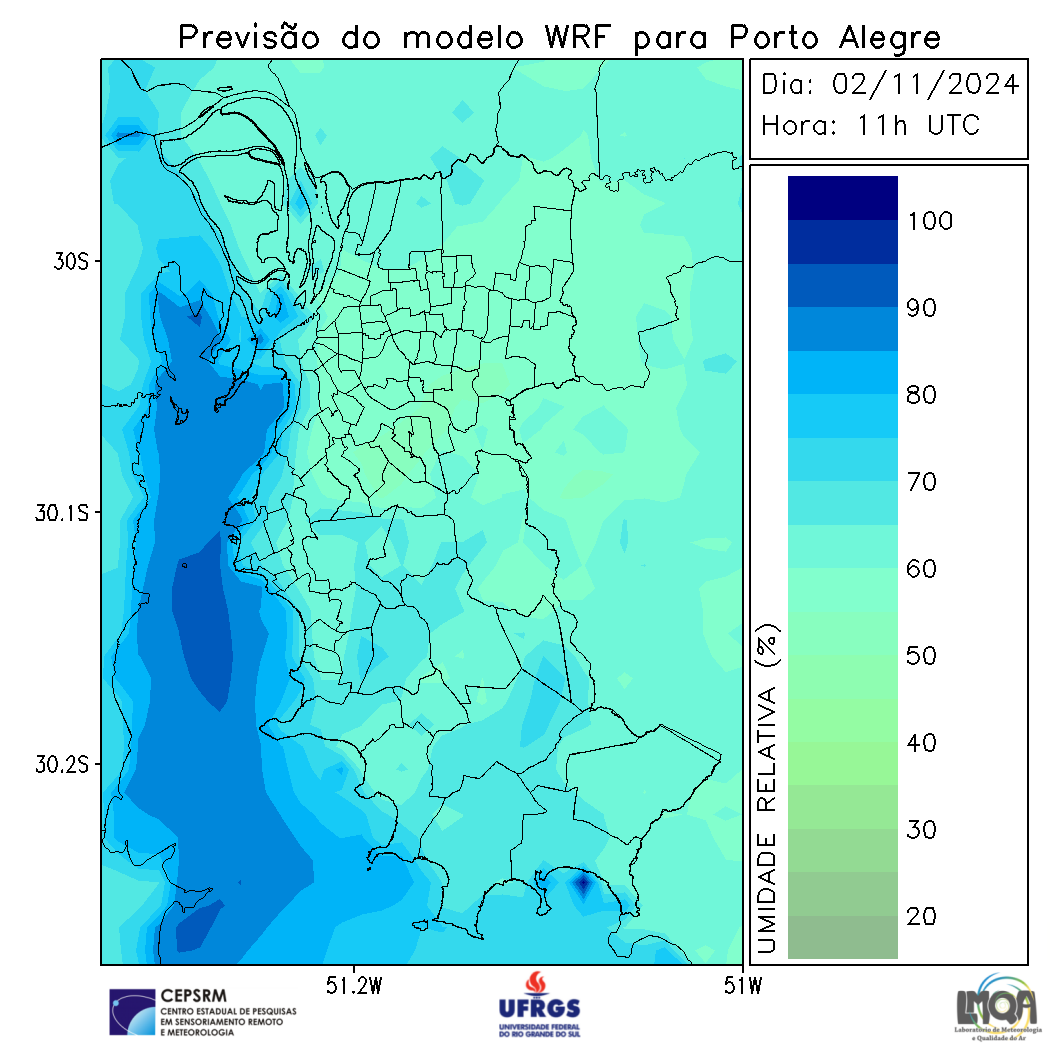 Previsão do modelo WRF para Porto Alegre
Dia: 02/11/2024
Hora: 11h UTC
30S
30.1S
30.2S
51.2W
51W
UMIDADE RELATIVA (%)
100
90
80
70
60
50
40
30
20
CEPSRM
CENTRO ESTADUAL DE PESQUISAS
EM SENSORIAMENTO REMOTO
E METEOROLOGIA
UFRGS
UNIVERSIDADE FEDERAL
DO RIO GRANDE DO SUL
LMQA
Laboratório de Meteorologia
e Qualidade do Ar